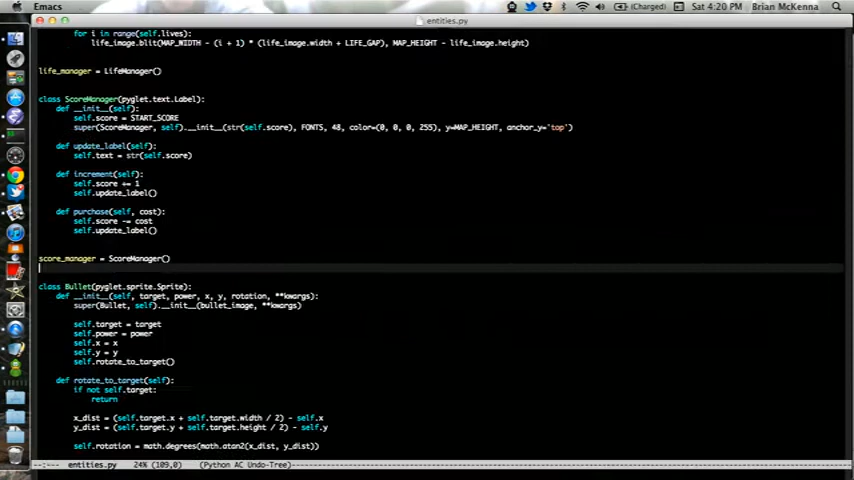 Emacs
(Charged)
Sat 4:20 PM
Brian McKenna
entities.py
for i in range(self.lives):
life_image.blit(MAP_WIDTH - (i + 1) * (life_image.width + LIFE_GAP), MAP_HEIGHT - life_image.height)
life_manager = LifeManager()
class ScoreManager(pyglet.text.Label):
def __init__(self):
self.score = START_SCORE
super(ScoreManager, self).__init__(str(self.score), FONTS, 48, color=(0, 0, 0, 255), y=MAP_HEIGHT, anchor_y='top')
def update_label(self):
self.text = str(self.score)
def increment(self):
self.score += 1
self.update_label()
def purchase(self, cost):
self.score -= cost
self.update_label()
score_manager = ScoreManager()
class Bullet(pyglet.sprite.Sprite):
def __init__(self, target, power, x, y, rotation, **kwargs):
super(Bullet, self).__init__(bullet_image, **kwargs)
self.target = target
self.power = power
self.x = x
self.y = y
self.rotate_to_target()
def rotate_to_target(self):
if not self.target:
return
x_dist = (self.target.x + self.target.width / 2) - self.x
y_dist = (self.target.y + self.target.height / 2) - self.y
self.rotation = math.degrees(math.atan2(x_dist, y_dist))
--:--- entities.py 24% (109,0) (Python AC Undo-Tree)